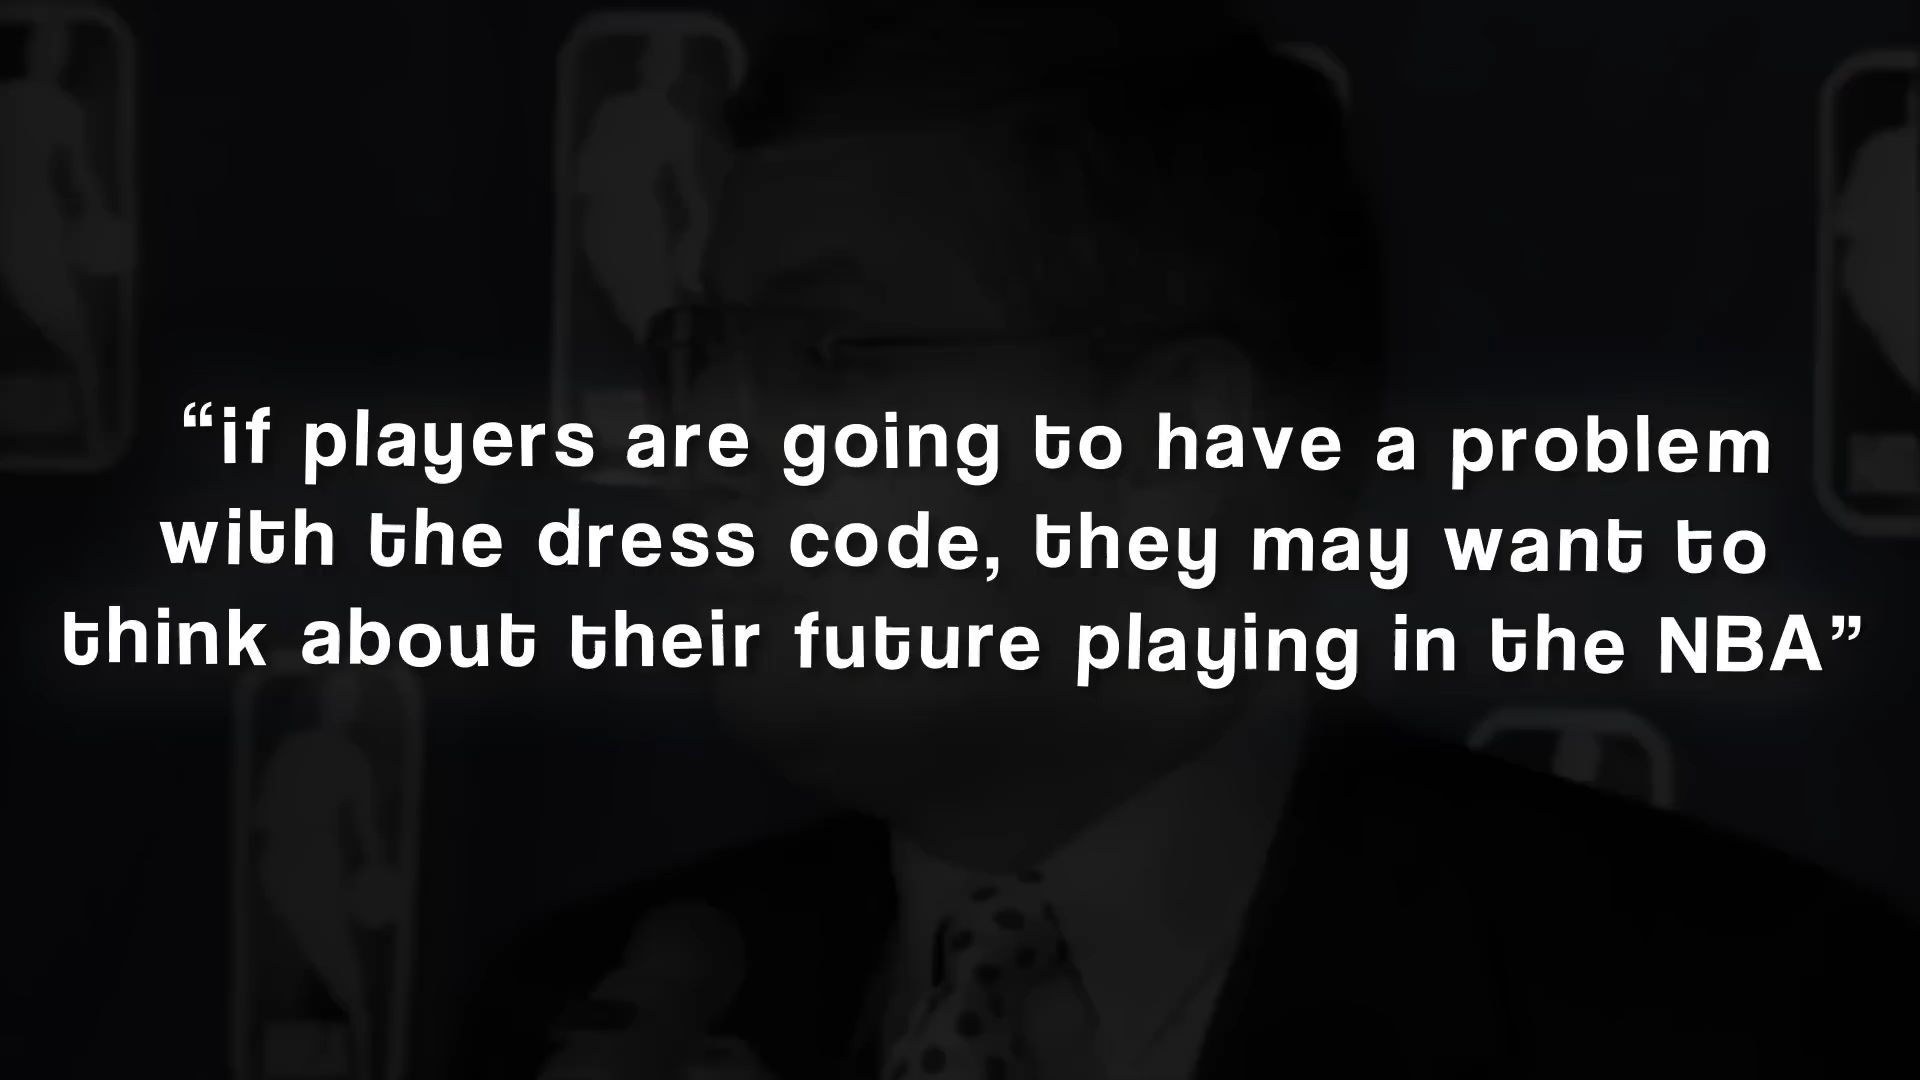 “if players are going to have a problem
with the dress code, they may want to
think about their future playing in the NBA”